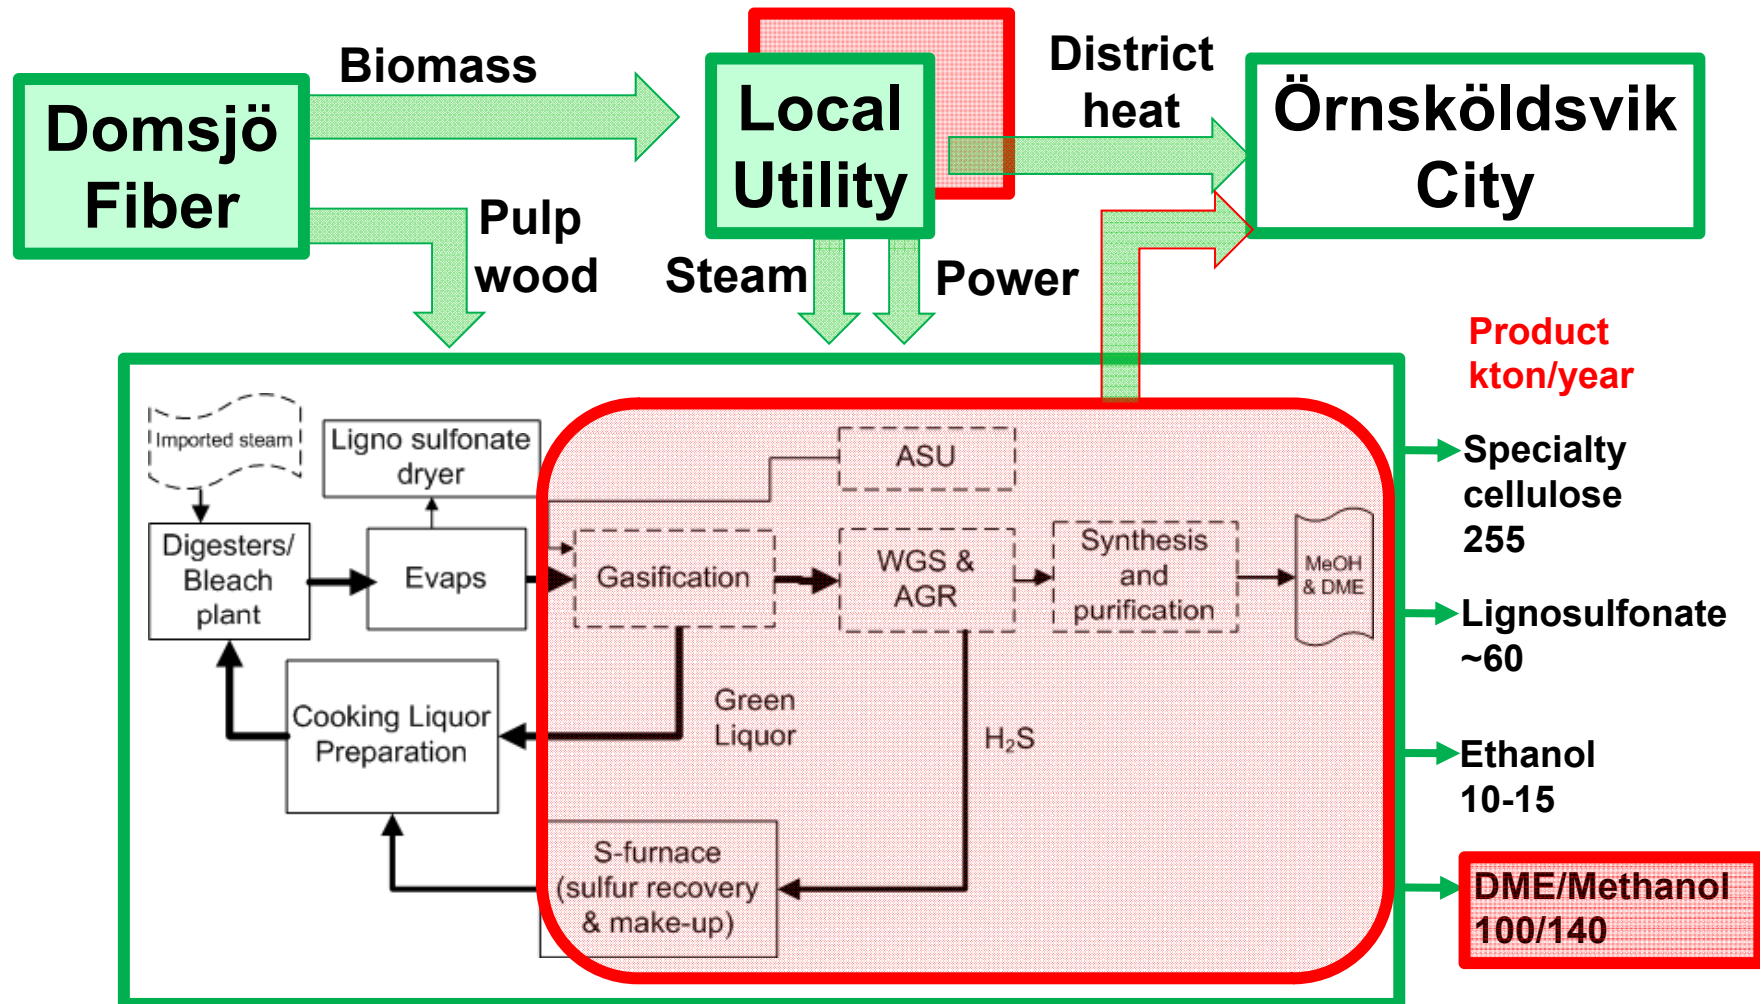 Biomass
District
heat
Domsjö
Fiber
Local
Utility
Örnsköldsvik
City
Pulp
wood
Steam
Power
Product
kton/year
Imported steam
Ligno sulfonate
dryer
ASU
Digesters/
Bleach
plant
Evaps
Gasification
WGS &
AGR
Synthesis
and
purification
MeOH
& DME
Cooking Liquor
Preparation
Green
Liquor
H₂S
S-furnace
(sulfur recovery
& make-up)
Specialty
cellulose
255
Lignosulfonate
~60
Ethanol
10-15
DME/Methanol
100/140